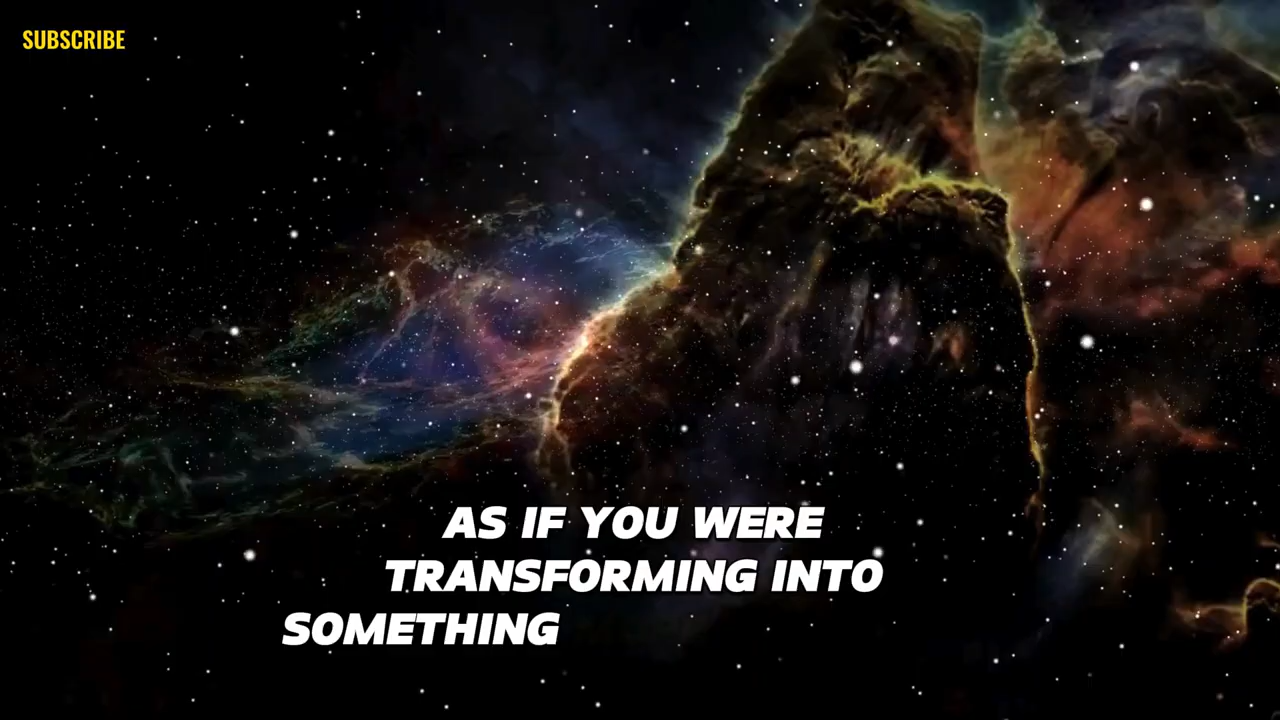 SUBSCRIBE
AS IF YOU WERE
TRANSFORMING INTO
SOMETHING